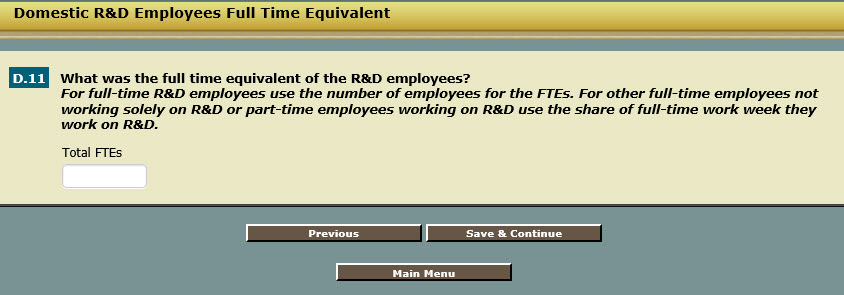 Domestic R&D Employees Full Time Equivalent
D.11 What was the full time equivalent of the R&D employees?
For full-time R&D employees use the number of employees for the FTEs. For other full-time employees not
working solely on R&D or part-time employees working on R&D use the share of full-time work week they
work on R&D.
Total FTEs
Previous Save & Continue
Main Menu